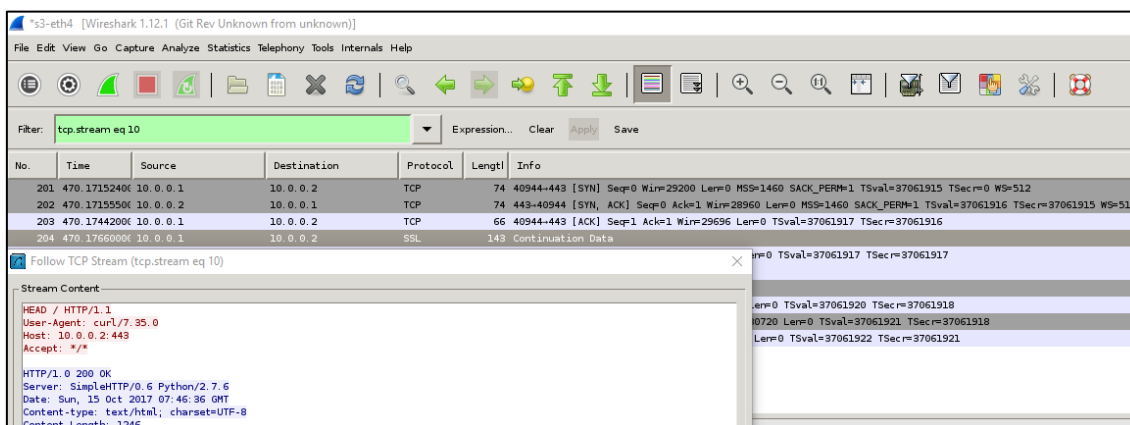 *s3-eth4 [Wireshark 1.12.1 (Git Rev Unknown from unknown)]
File Edit View Go Capture Analyze Statistics Telephony Tools Internals Help
Filter: tcp.stream eq 10 Expression... Clear Apply Save
No. Time Source Destination Protocol Lengtl Info
201 470.1715240( 10.0.0.1 10.0.0.2 TCP 74 40944→443 [SYN] Seq=0 Win=29200 Len=0 MSS=1460 SACK_PERM=1 TSval=37061915 TSecr=0 WS=512
202 470.1715500( 10.0.0.2 10.0.0.1 TCP 74 443→40944 [SYN, ACK] Seq=0 Ack=1 Win=28960 Len=0 MSS=1460 SACK_PERM=1 TSval=37061916 TSecr=37061915 WS=51
203 470.1744200( 10.0.0.1 10.0.0.2 TCP 66 40944→443 [ACK] Seq=1 Ack=1 Win=29696 Len=0 TSval=37061917 TSecr=37061916
204 470.1766000( 10.0.0.1 10.0.0.2 SSL 143 Continuation Data
en=0 TSval=37061917 TSecr=37061917
Follow TCP Stream (tcp.stream eq 10)
Stream Content
.en=0 TSval=37061920 TSecr=37061918
HEAD / HTTP/1.1
User-Agent: curl/7.35.0
30720 Len=0 TSval=37061921 TSecr=37061918
Host: 10.0.0.2:443
Len=0 TSval=37061922 TSecr=37061921
Accept: */*
HTTP/1.0 200 OK
Server: SimpleHTTP/0.6 Python/2.7.6
Date: Sun, 15 Oct 2017 07:46:36 GMT
Content-type: text/html; charset=UTF-8
Content-Length: 1246